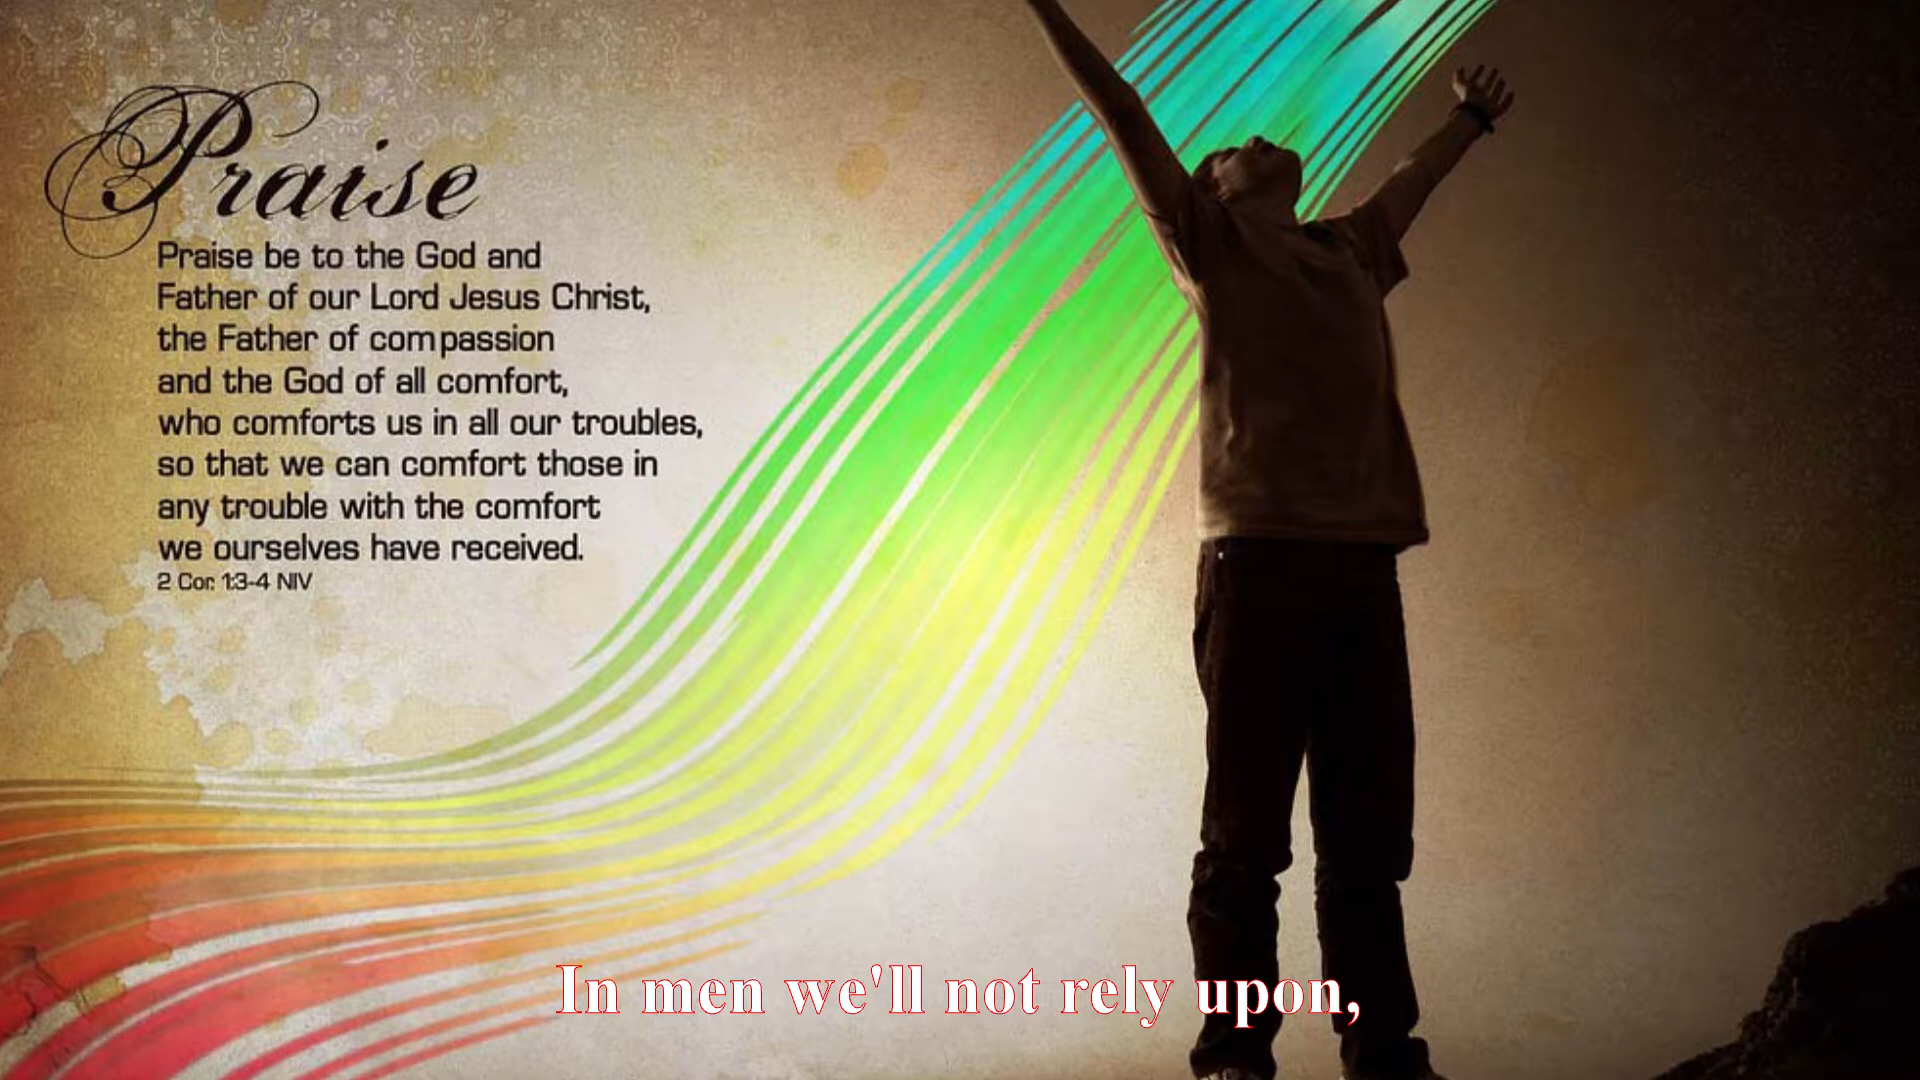 Praise
Praise be to the God and
Father of our Lord Jesus Christ,
the Father of compassion
and the God of all comfort,
who comforts us in all our troubles,
so that we can comfort those in
any trouble with the comfort
we ourselves have received.
2 Cor. 1:3-4 NIV
In men we'll not rely upon,